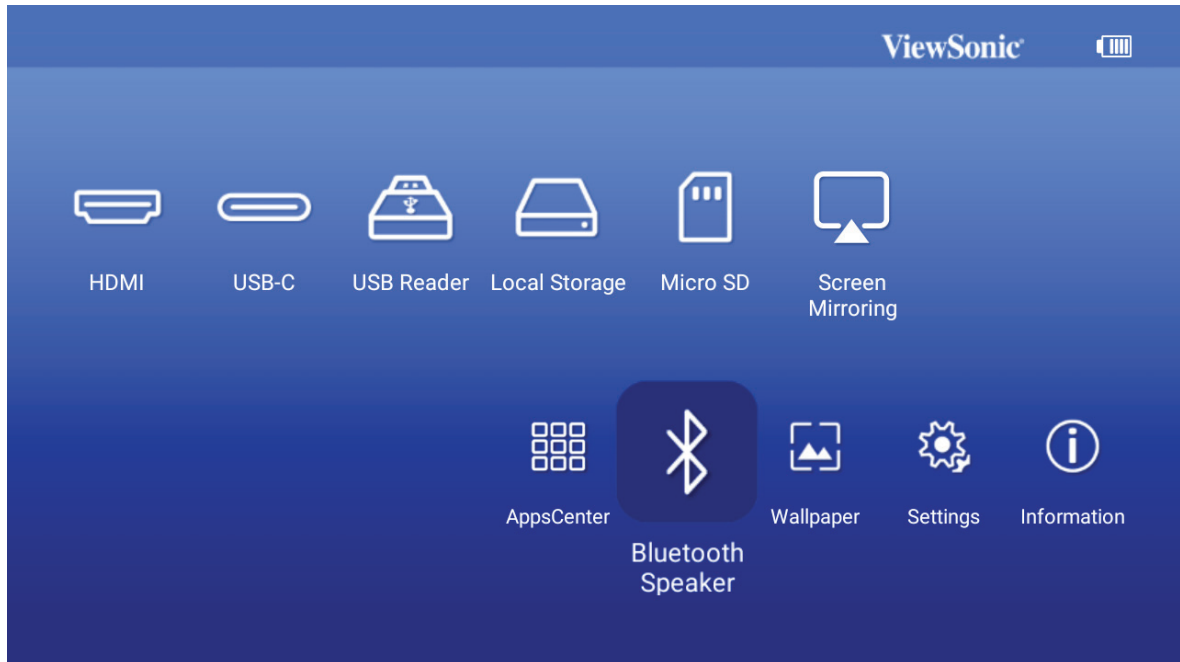 ViewSonic®
HDMI
USB-C
USB Reader
Local Storage
Micro SD
Screen
Mirroring
AppsCenter
Bluetooth
Speaker
Wallpaper
Settings
Information